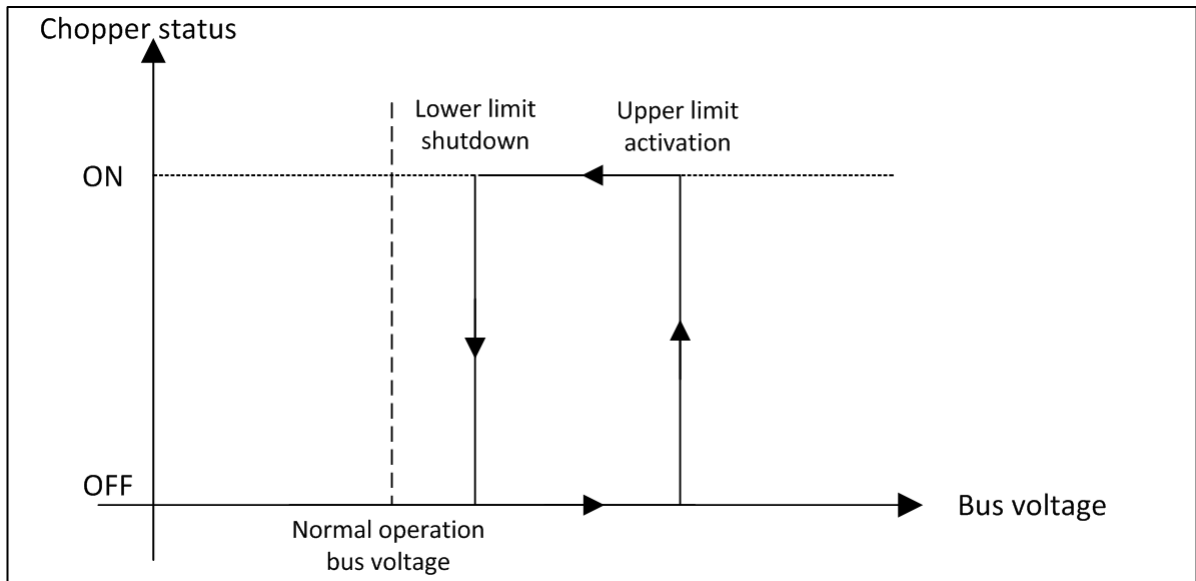 Chopper status
Lower limit
shutdown
Upper limit
activation
ON
OFF
Bus voltage
Normal operation
bus voltage